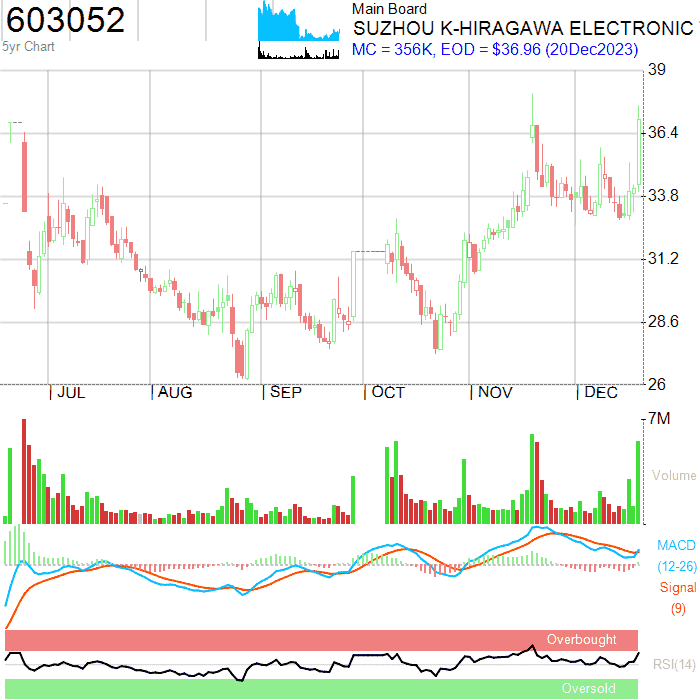 603052
5yr Chart
Main Board
SUZHOU K-HIRAGAWA ELECTRONIC
MC = 356K, EOD = $36.96 (20Dec2023)
39
36.4
33.8
31.2
28.6
26
JUL
AUG
SEP
OCT
NOV
DEC
7M
Volume
MACD
(12-26)
Signal
(9)
Overbought
RSI(14)
Oversold